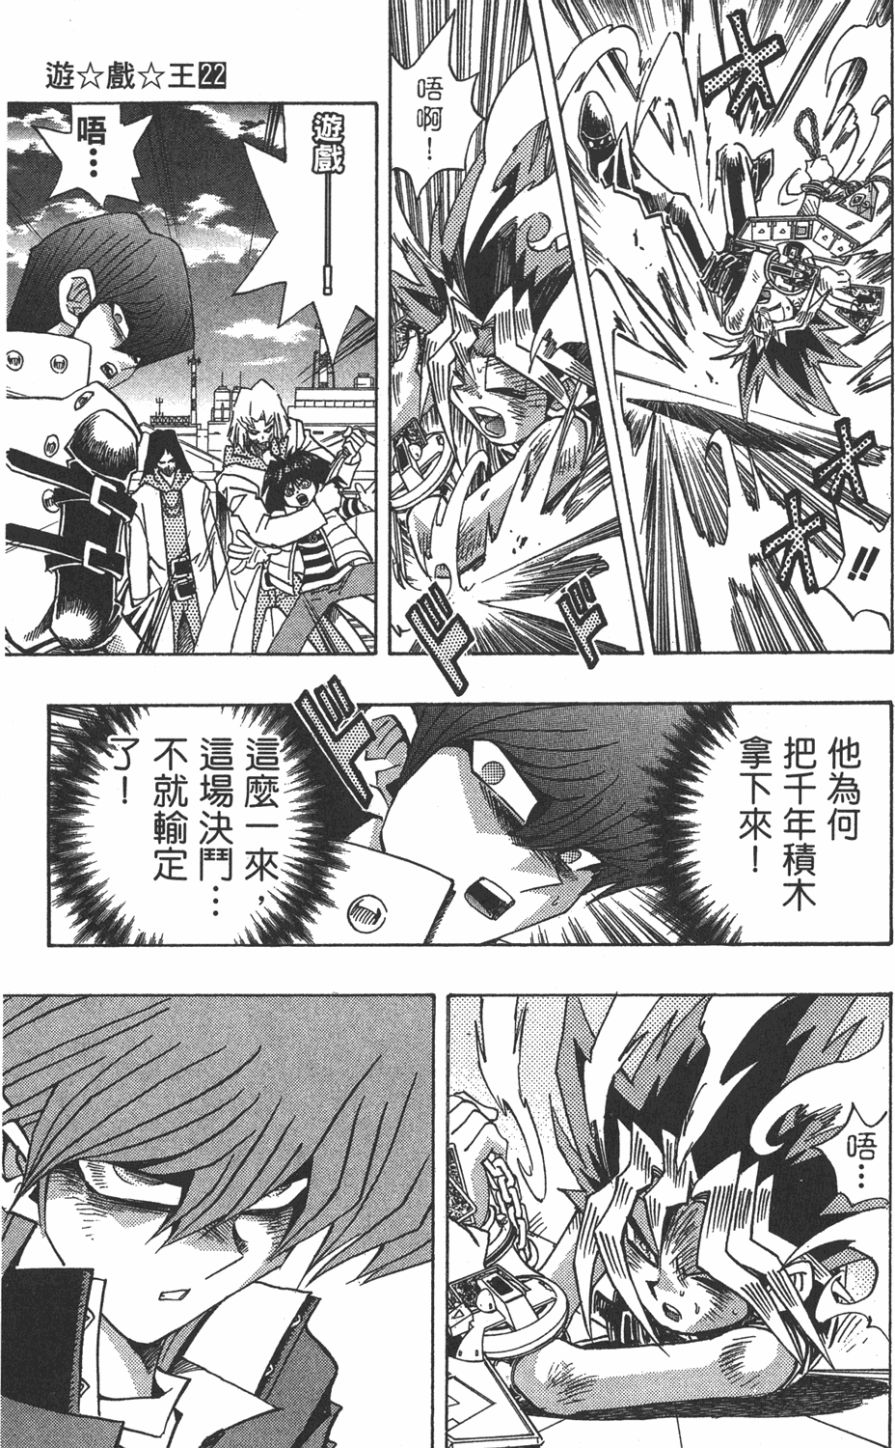 遊☆戲☆王22
!!
唔啊！
遊戲——！
唔…
他為何
把千年積木
拿下來！
這麼一來，
這場決鬥…
不就輸定
了！
唔…